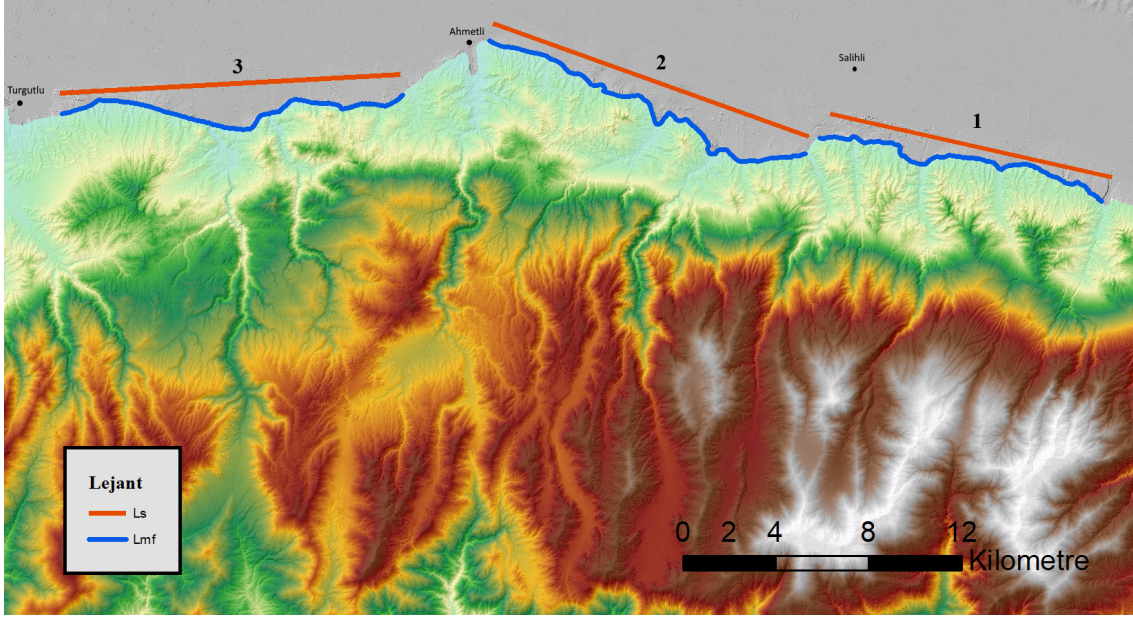 Ahmetli
2
Salihli
3
Turgutlu
1
Lejant
Ls
Lmf
0 2 4 8 12
Kilometre